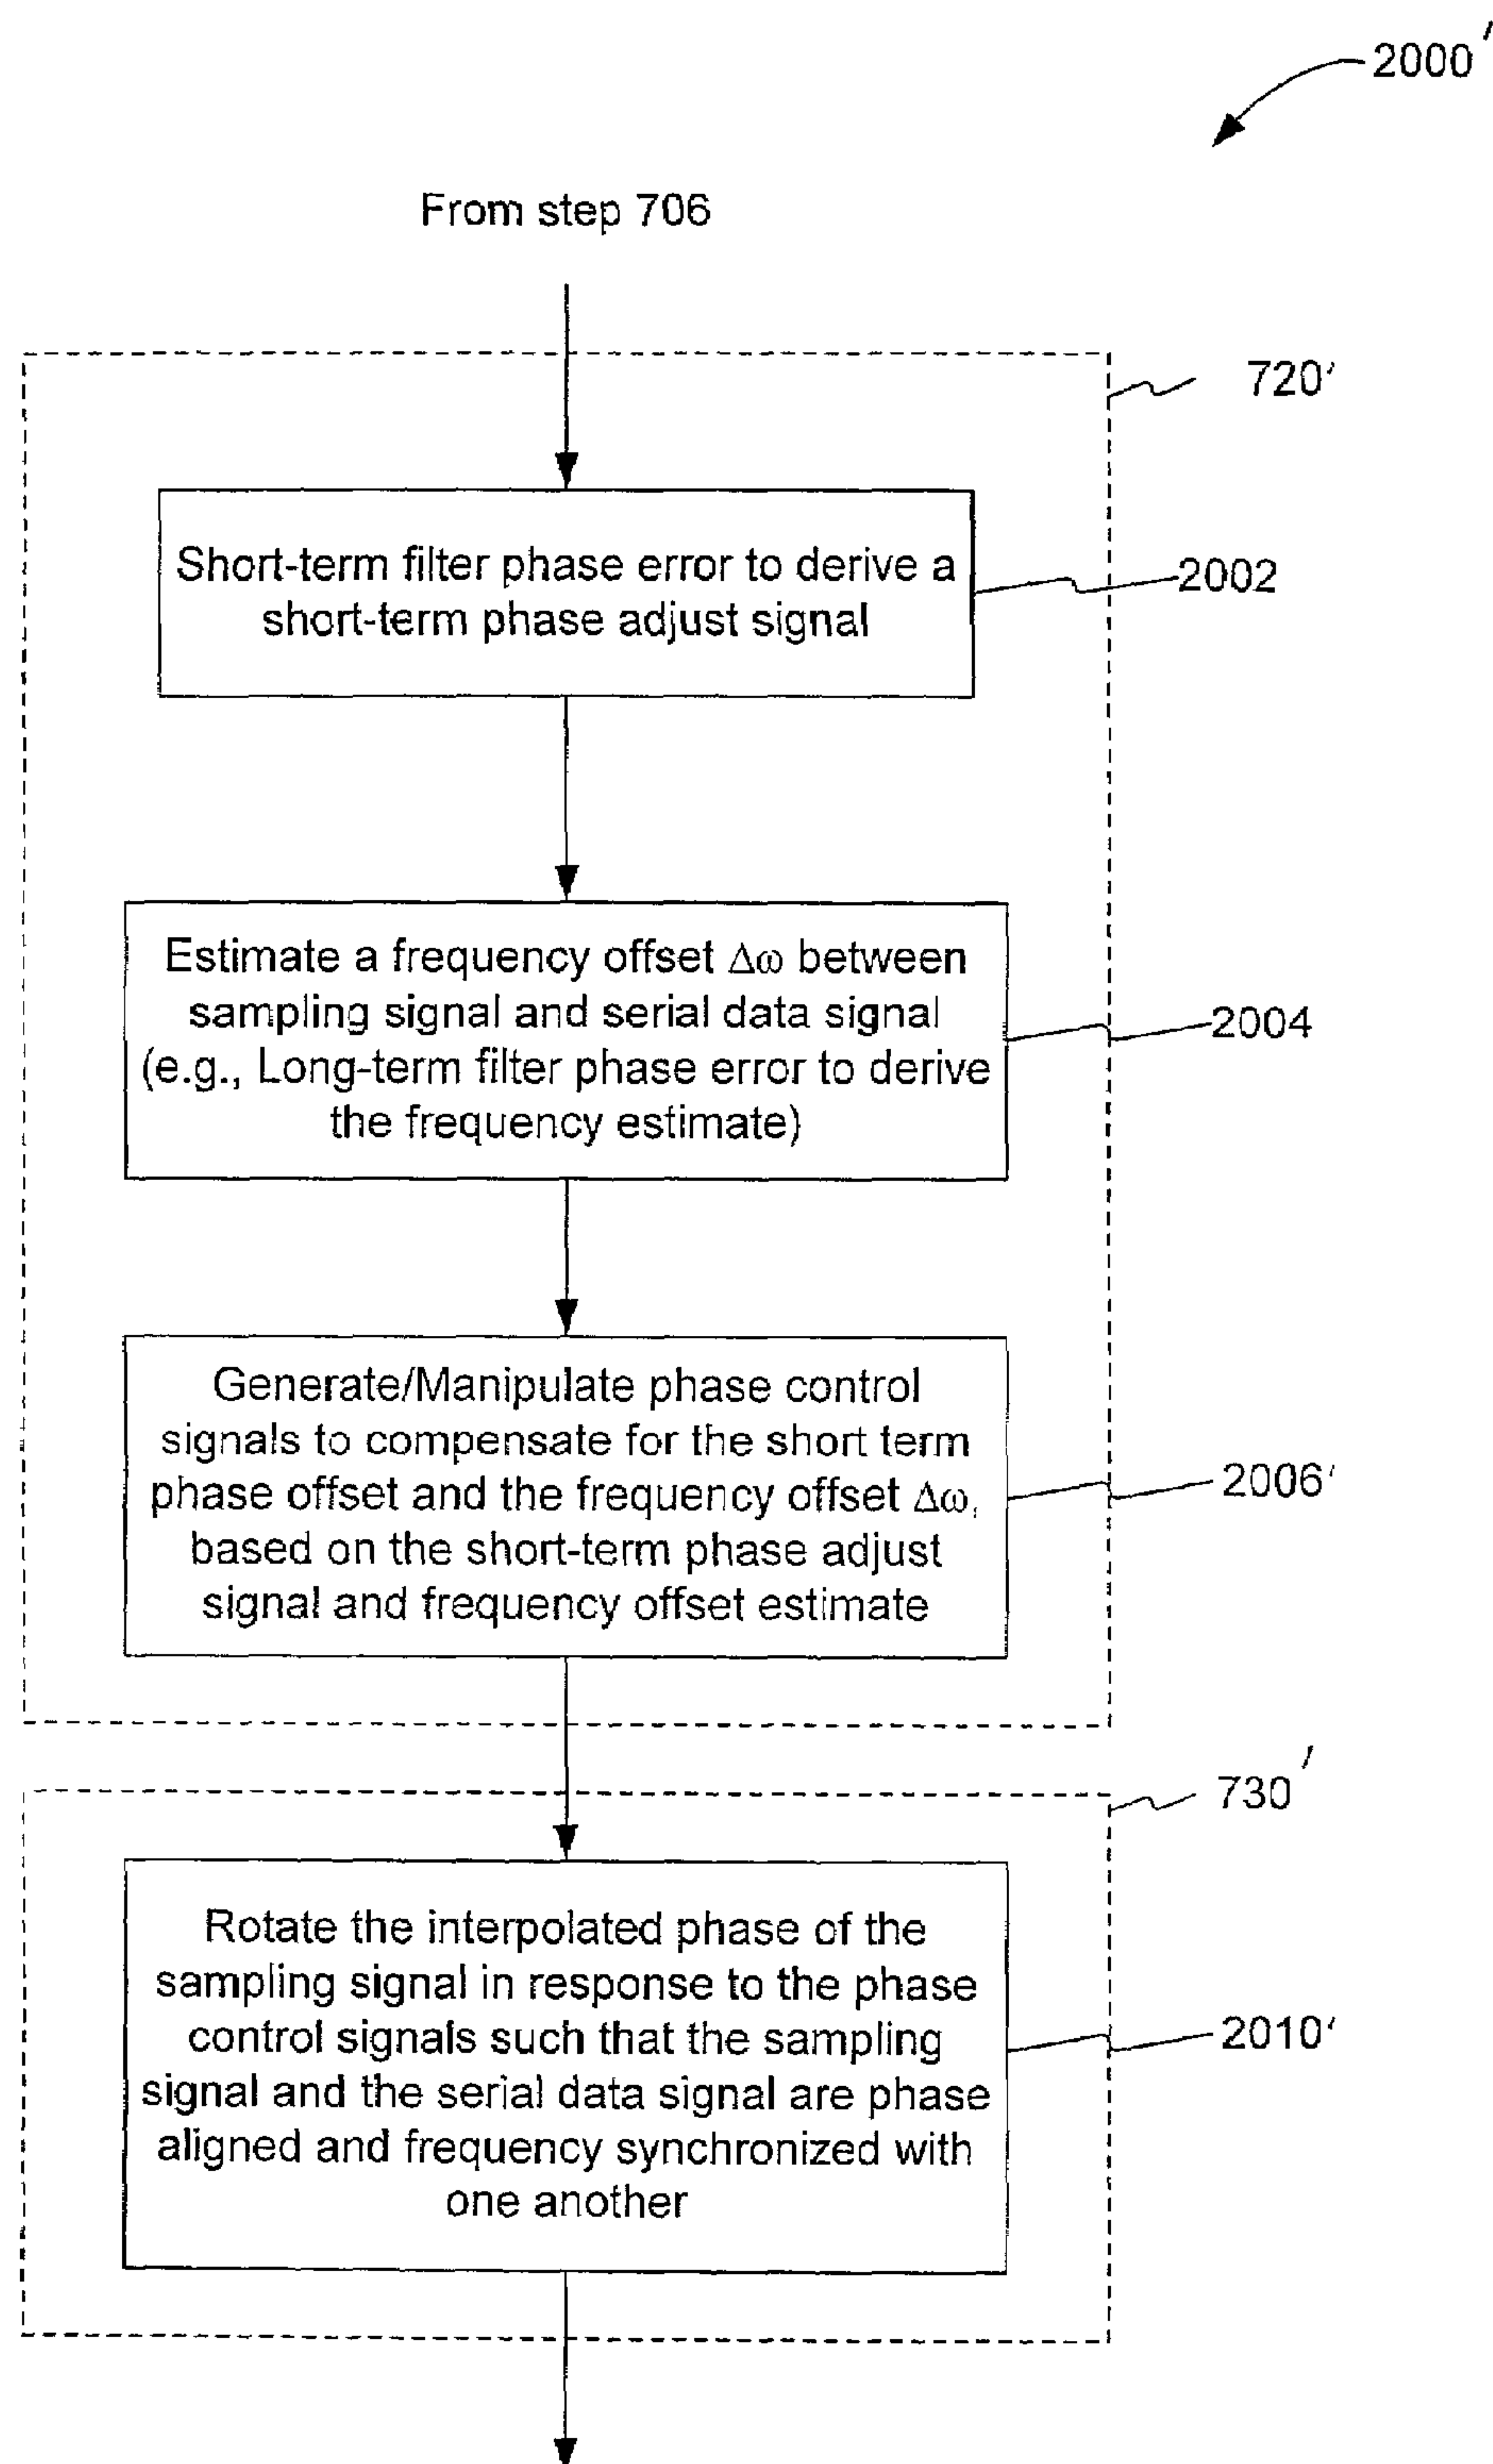 2000'
From step 706
720'
Short-term filter phase error to derive a
short-term phase adjust signal
2002
Estimate a frequency offset Δω between
sampling signal and serial data signal
(e.g., Long-term filter phase error to derive
the frequency estimate)
2004
Generate/Manipulate phase control
signals to compensate for the short term
phase offset and the frequency offset Δω,
based on the short-term phase adjust
signal and frequency offset estimate
2006'
730'
Rotate the interpolated phase of the
sampling signal in response to the phase
control signals such that the sampling
signal and the serial data signal are phase
aligned and frequency synchronized with
one another
2010'